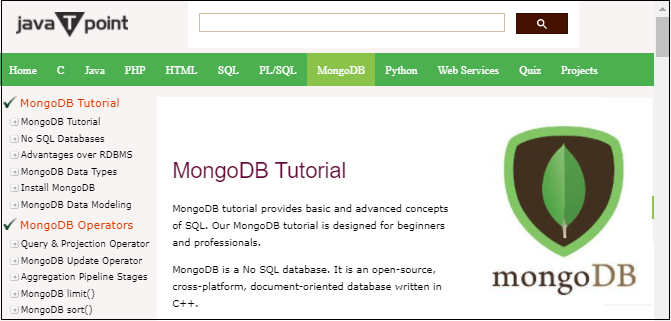 java T point
Home C Java PHP HTML SQL PL/SQL MongoDB Python Web Services Quiz Projects
MongoDB Tutorial
MongoDB Tutorial
No SQL Databases
Advantages over RDBMS
MongoDB Data Types
Install MongoDB
MongoDB Data Modeling
MongoDB Operators
Query & Projection Operator
MongoDB Update Operator
Aggregation Pipeline Stages
MongoDB limit()
MongoDB sort()
MongoDB Tutorial
MongoDB tutorial provides basic and advanced concepts
of SQL. Our MongoDB tutorial is designed for beginners
and professionals.
MongoDB is a No SQL database. It is an open-source,
cross-platform, document-oriented database written in
C++.
mongoDB